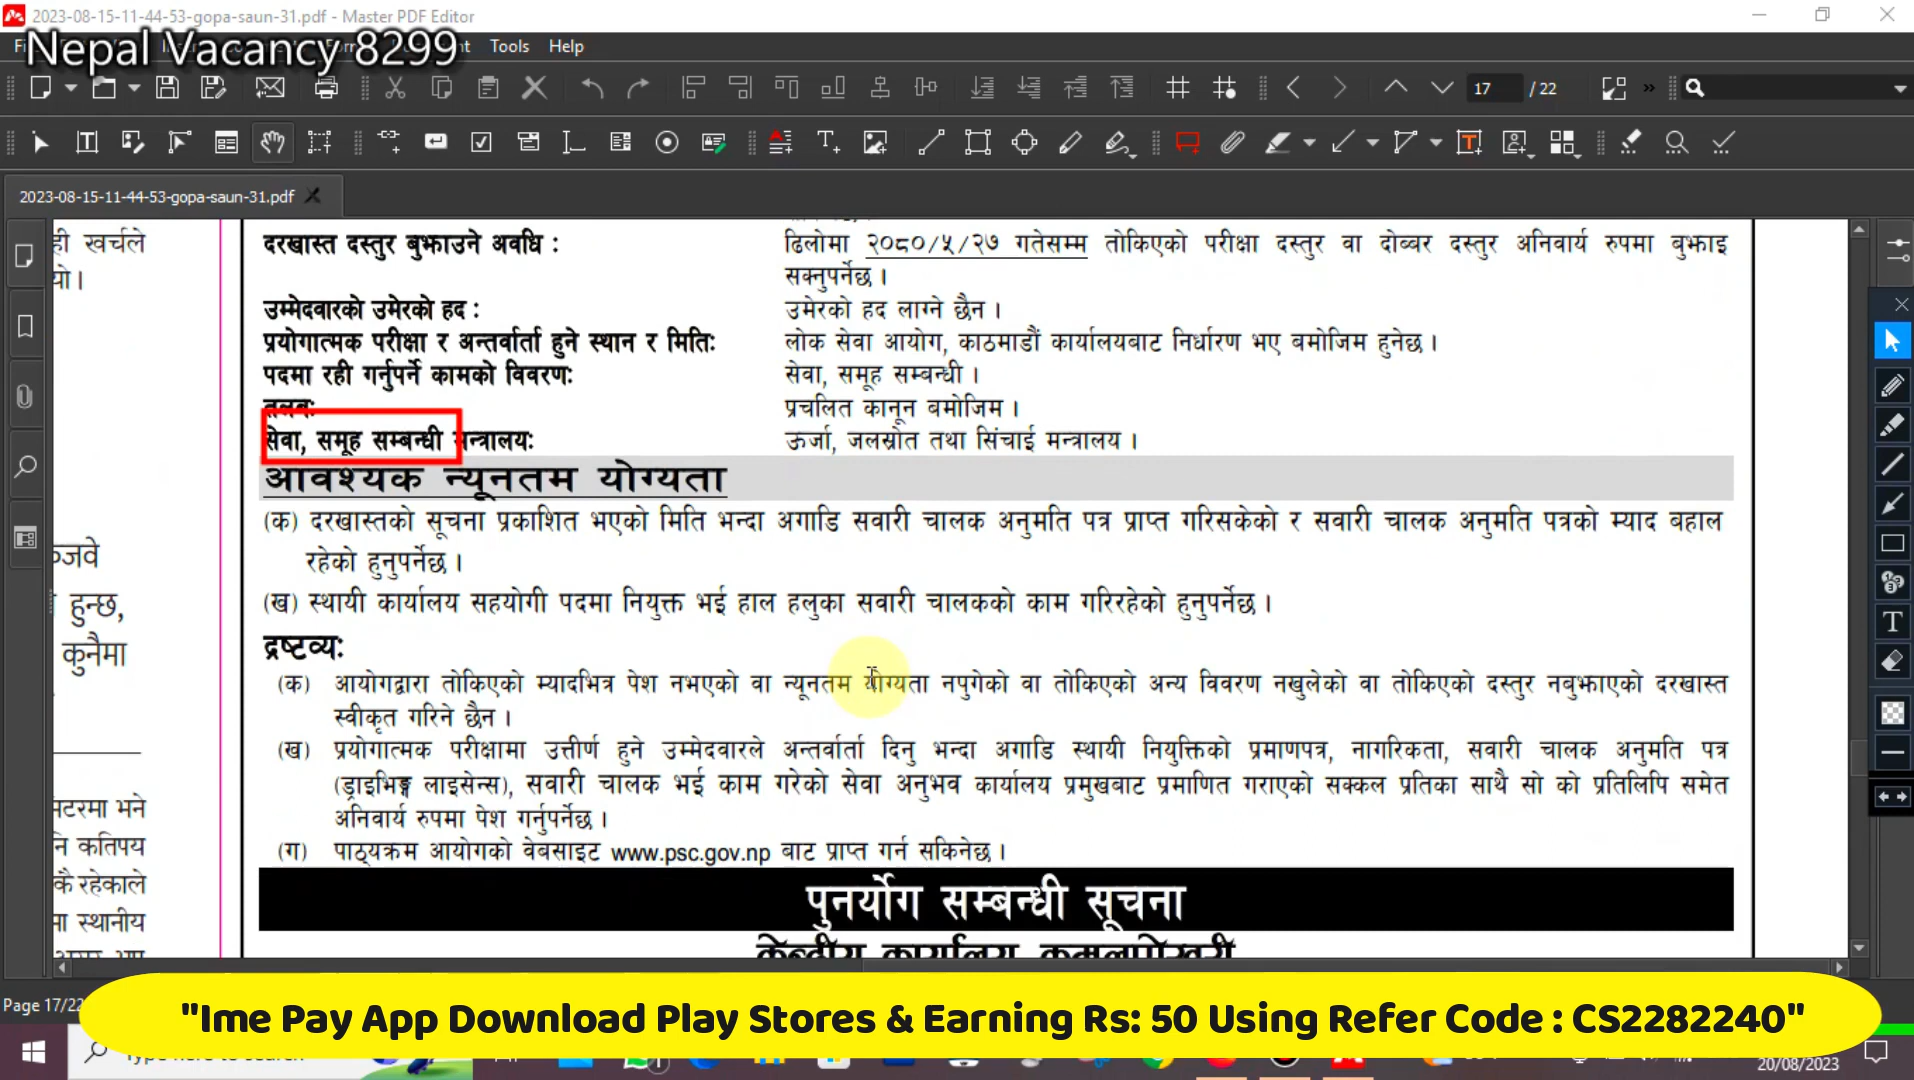 2023-08-15-11-44-53-gopa-saun-31.pdf - Master PDF Editor
Nepal Vacancy 8299
Tools Help
17 / 22
2023-08-15-11-44-53-gopa-saun-31.pdf
ही खर्चले
यो।
हुन्छ,
कुनैमा
टरमा भने
कतिपय
कै रहेकाले
स्थानीय
दरखास्त दस्तुर बुझाउने अवधि : ढिलोमा २०८०/५/२७ गतेसम्म तोकिएको परीक्षा दस्तुर वा दोब्बर दस्तुर अनिवार्य रुपमा बुझाइ
सक्नुपर्नेछ ।
उम्मेदवारको उमेरको हद : उमेरको हद लाग्ने छैन ।
प्रयोगात्मक परीक्षा र अन्तर्वार्ता हुने स्थान र मितिः लोक सेवा आयोग, काठमाडौं कार्यालयबाट निर्धारण भए बमोजिम हुनेछ ।
पदमा रही गर्नुपर्ने कामको विवरणः सेवा, समूह सम्बन्धी ।
तलबः प्रचलित कानून बमोजिम ।
सेवा, समूह सम्बन्धी मन्त्रालयः ऊर्जा, जलस्रोत तथा सिंचाई मन्त्रालय ।
आवश्यक न्यूनतम योग्यता
(क) दरखास्तको सूचना प्रकाशित भएको मिति भन्दा अगाडि सवारी चालक अनुमति पत्र प्राप्त गरिसकेको र सवारी चालक अनुमति पत्रको म्याद बहाल
रहेको हुनुपर्नेछ ।
(ख) स्थायी कार्यालय सहयोगी पदमा नियुक्त भई हाल हलुका सवारी चालकको काम गरिरहेको हुनुपर्नेछ ।
द्रष्टव्यः
(क) आयोगद्वारा तोकिएको म्यादभित्र पेश नभएको वा न्यूनतम योग्यता नपुगेको वा तोकिएको अन्य विवरण नखुलेको वा तोकिएको दस्तुर नबुझाएको दरखास्त
स्वीकृत गरिने छैन ।
(ख) प्रयोगात्मक परीक्षामा उत्तीर्ण हुने उम्मेदवारले अन्तर्वार्ता दिनु भन्दा अगाडि स्थायी नियुक्तिको प्रमाणपत्र, नागरिकता, सवारी चालक अनुमति पत्र
(ड्राइभिङ्ग लाइसेन्स), सवारी चालक भई काम गरेको सेवा अनुभव कार्यालय प्रमुखबाट प्रमाणित गराएको सक्कल प्रतिका साथै सो को प्रतिलिपि समेत
अनिवार्य रुपमा पेश गर्नुपर्नेछ ।
(ग) पाठ्यक्रम आयोगको वेबसाइट www.psc.gov.np बाट प्राप्त गर्न सकिनेछ ।
पुनर्योग सम्बन्धी सूचना
केन्द्रीय कार्यालय कमलपोखरी
Page 17/22
"Ime Pay App Download Play Stores & Earning Rs: 50 Using Refer Code : CS2282240"
20/08/2023